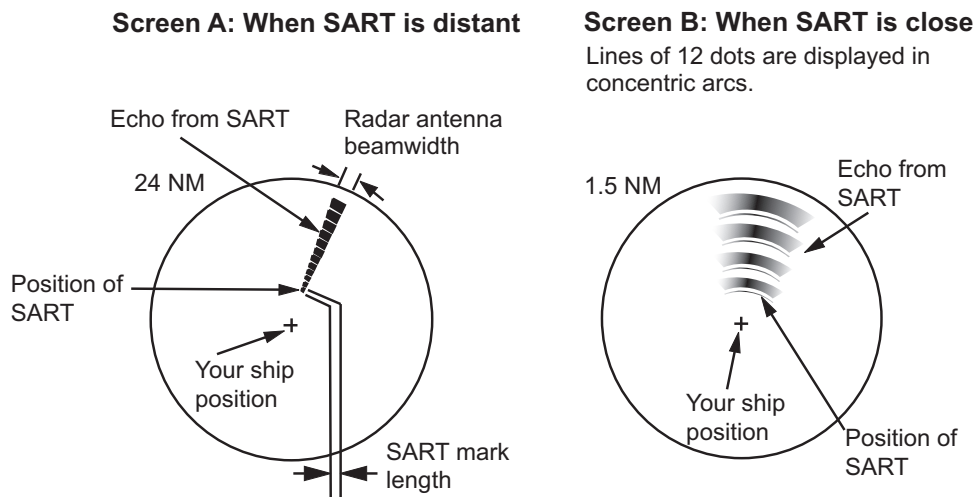 Screen A: When SART is distant
Echo from SART
Radar antenna
beamwidth
24 NM
Position of
SART
Your ship
position
SART mark
length
Screen B: When SART is close
Lines of 12 dots are displayed in
concentric arcs.
1.5 NM
Echo from
SART
Your ship
position
Position of
SART